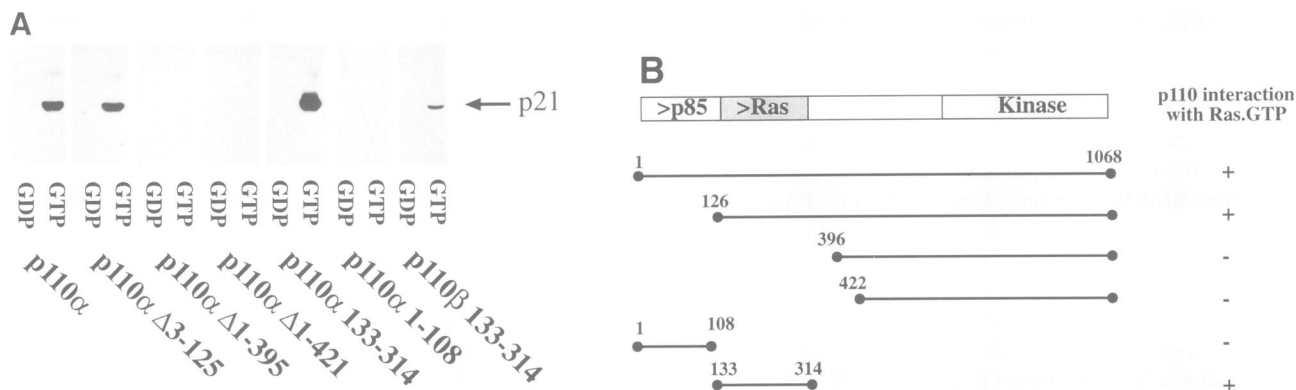 A
p21
GDP
GTP
GDP
GTP
GDP
GTP
GDP
GTP
GDP
GTP
GDP
GTP
GDP
GTP
p110α
p110α Δ3-125
p110α Δ1-395
p110α Δ1-421
p110α 133-314
p110α 1-108
p110β 133-314
B
>p85 >Ras Kinase
p110 interaction
with Ras.GTP
1 1068 +
126 +
396 -
422 -
1 108 -
133 314 +